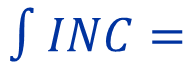 ∫ INC =